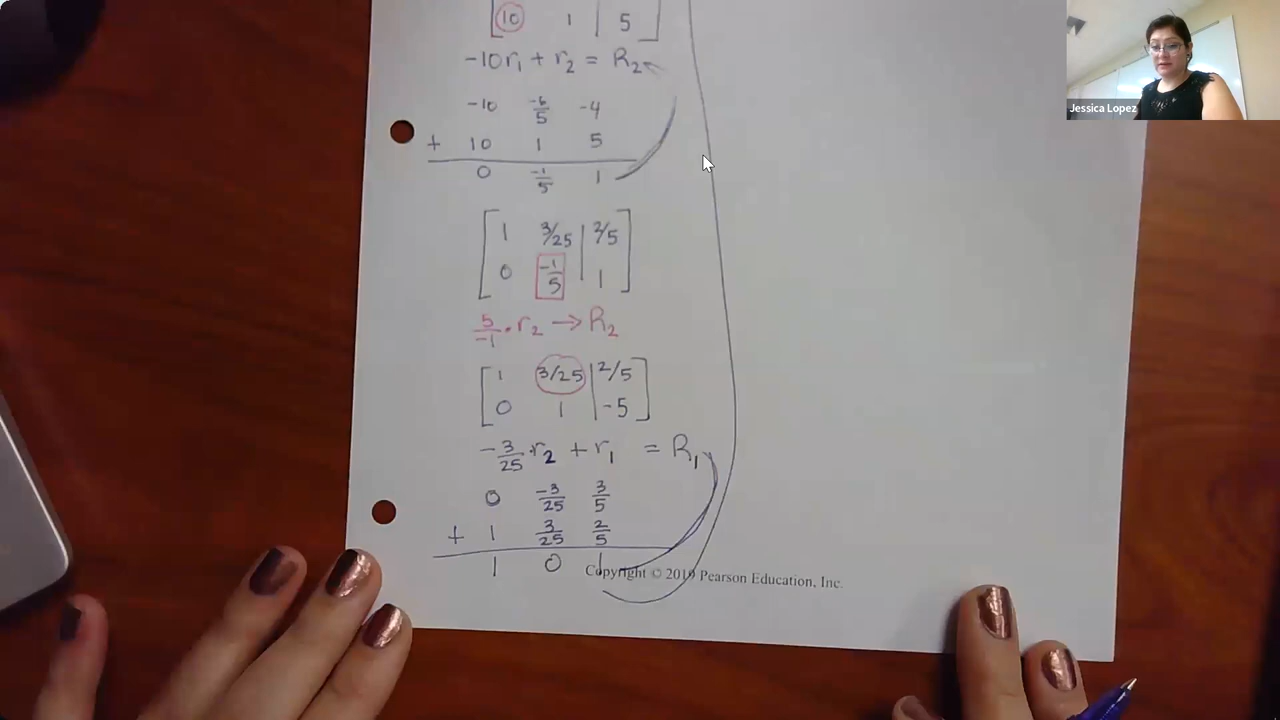 10 1 | 5
-10r₁ + r₂ = R₂
-10 -6/5 -4
+ 10 1 5
0 -1/5 1
1 3/25 | 2/5
0 -1/5 | 1
5/-1 · r₂ → R₂
1 3/25 | 2/5
0 1 | -5
-3/25 · r₂ + r₁ = R₁
0 -3/25 3/5
+ 1 3/25 2/5
1 0 1
Copyright © 2019 Pearson Education, Inc.
Jessica Lopez